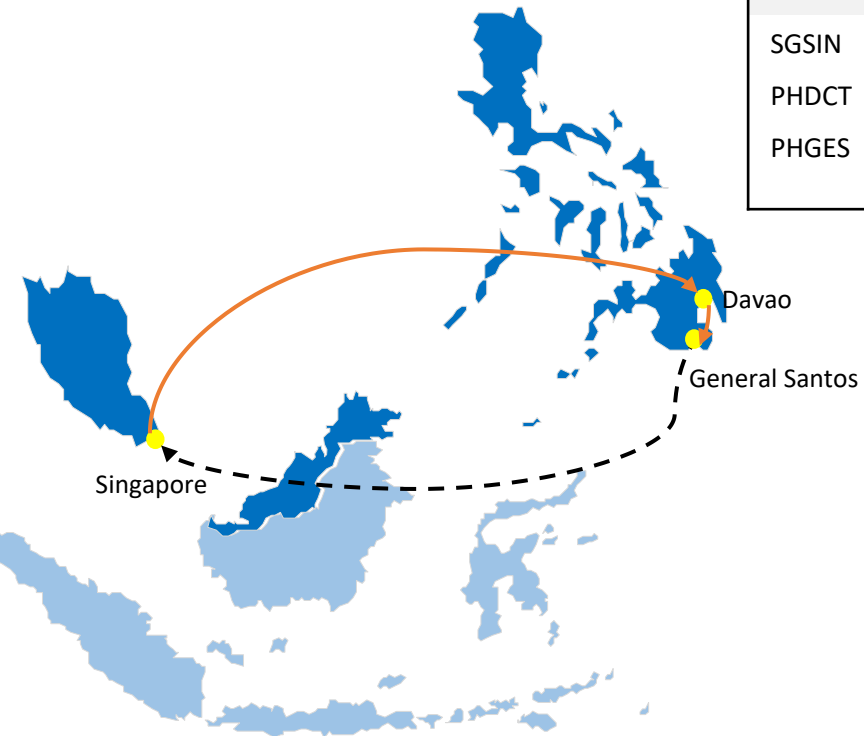 SGSIN
PHDCT
PHGES
Davao
General Santos
Singapore